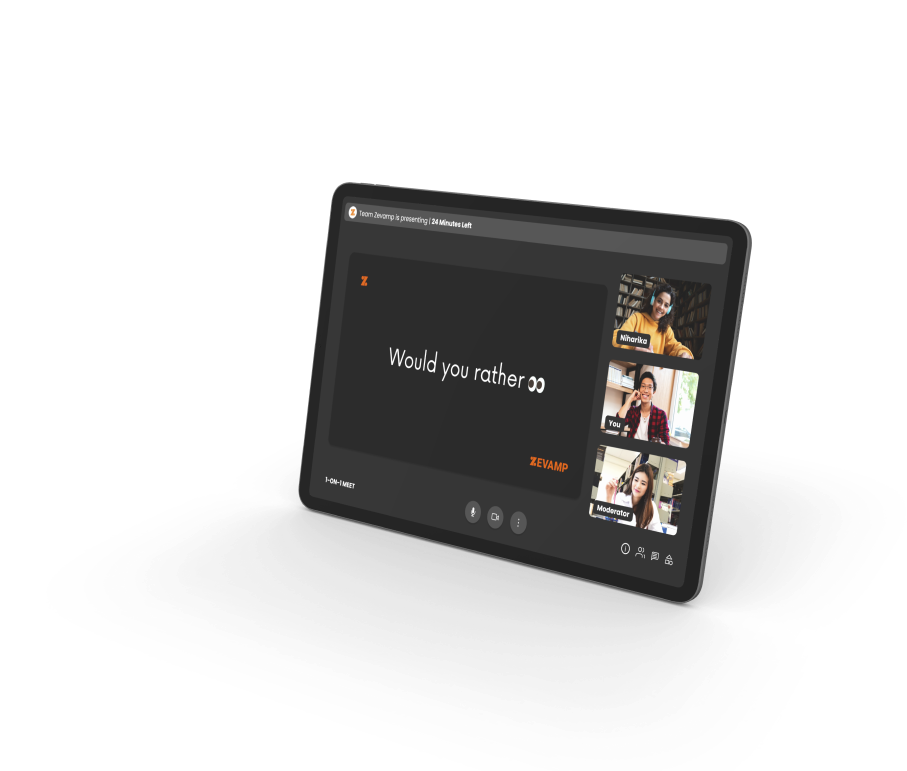 Team Zevamp is presenting | 24 Minutes Left
Would you rather 👀
ZEVAMP
1-ON-1 MEET
Niharika
You
Moderator